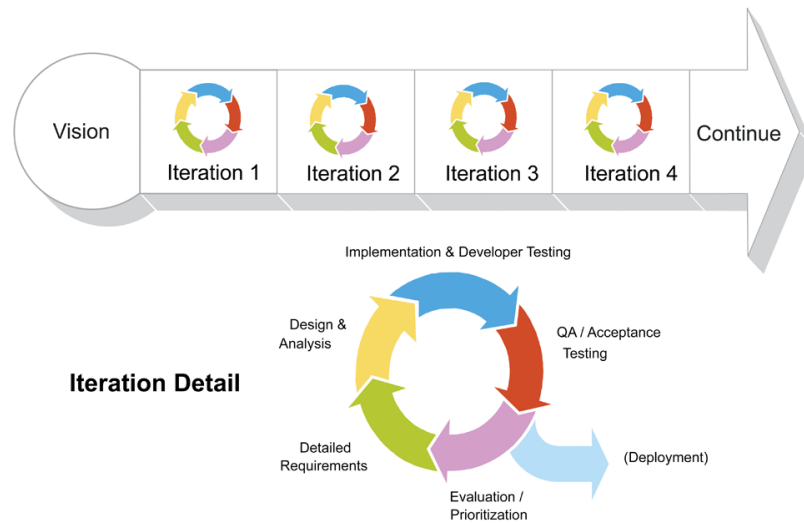 Vision
Iteration 1
Iteration 2
Iteration 3
Iteration 4
Continue
Implementation & Developer Testing
Design &
Analysis
QA / Acceptance
Testing
Iteration Detail
Detailed
Requirements
(Deployment)
Evaluation /
Prioritization